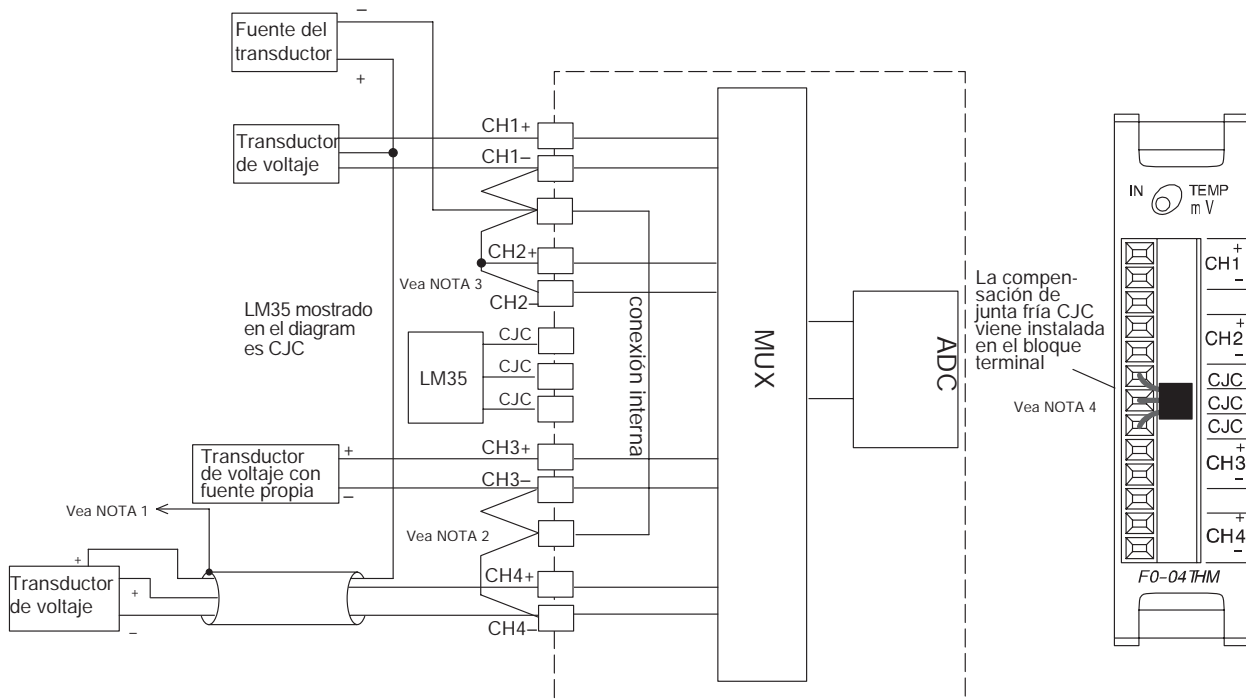 Fuente del
transductor
−
+
Transductor
de voltaje
CH1+
CH1−
CH2+
Vea NOTA 3
CH2−
LM35 mostrado
en el diagram
es CJC
LM35
CJC
CJC
CJC
conexión interna
MUX
ADC
Transductor
de voltaje con
fuente propia
+
−
CH3+
CH3−
Vea NOTA 1
Vea NOTA 2
Transductor
de voltaje
+
+
−
CH4+
CH4−
La compen-
sación de
junta fría CJC
viene instalada
en el bloque
terminal
Vea NOTA 4
IN
TEMP
mV
+
CH1
-
+
CH2
-
CJC
CJC
CJC
+
CH3
-
+
CH4
-
F0-04THM